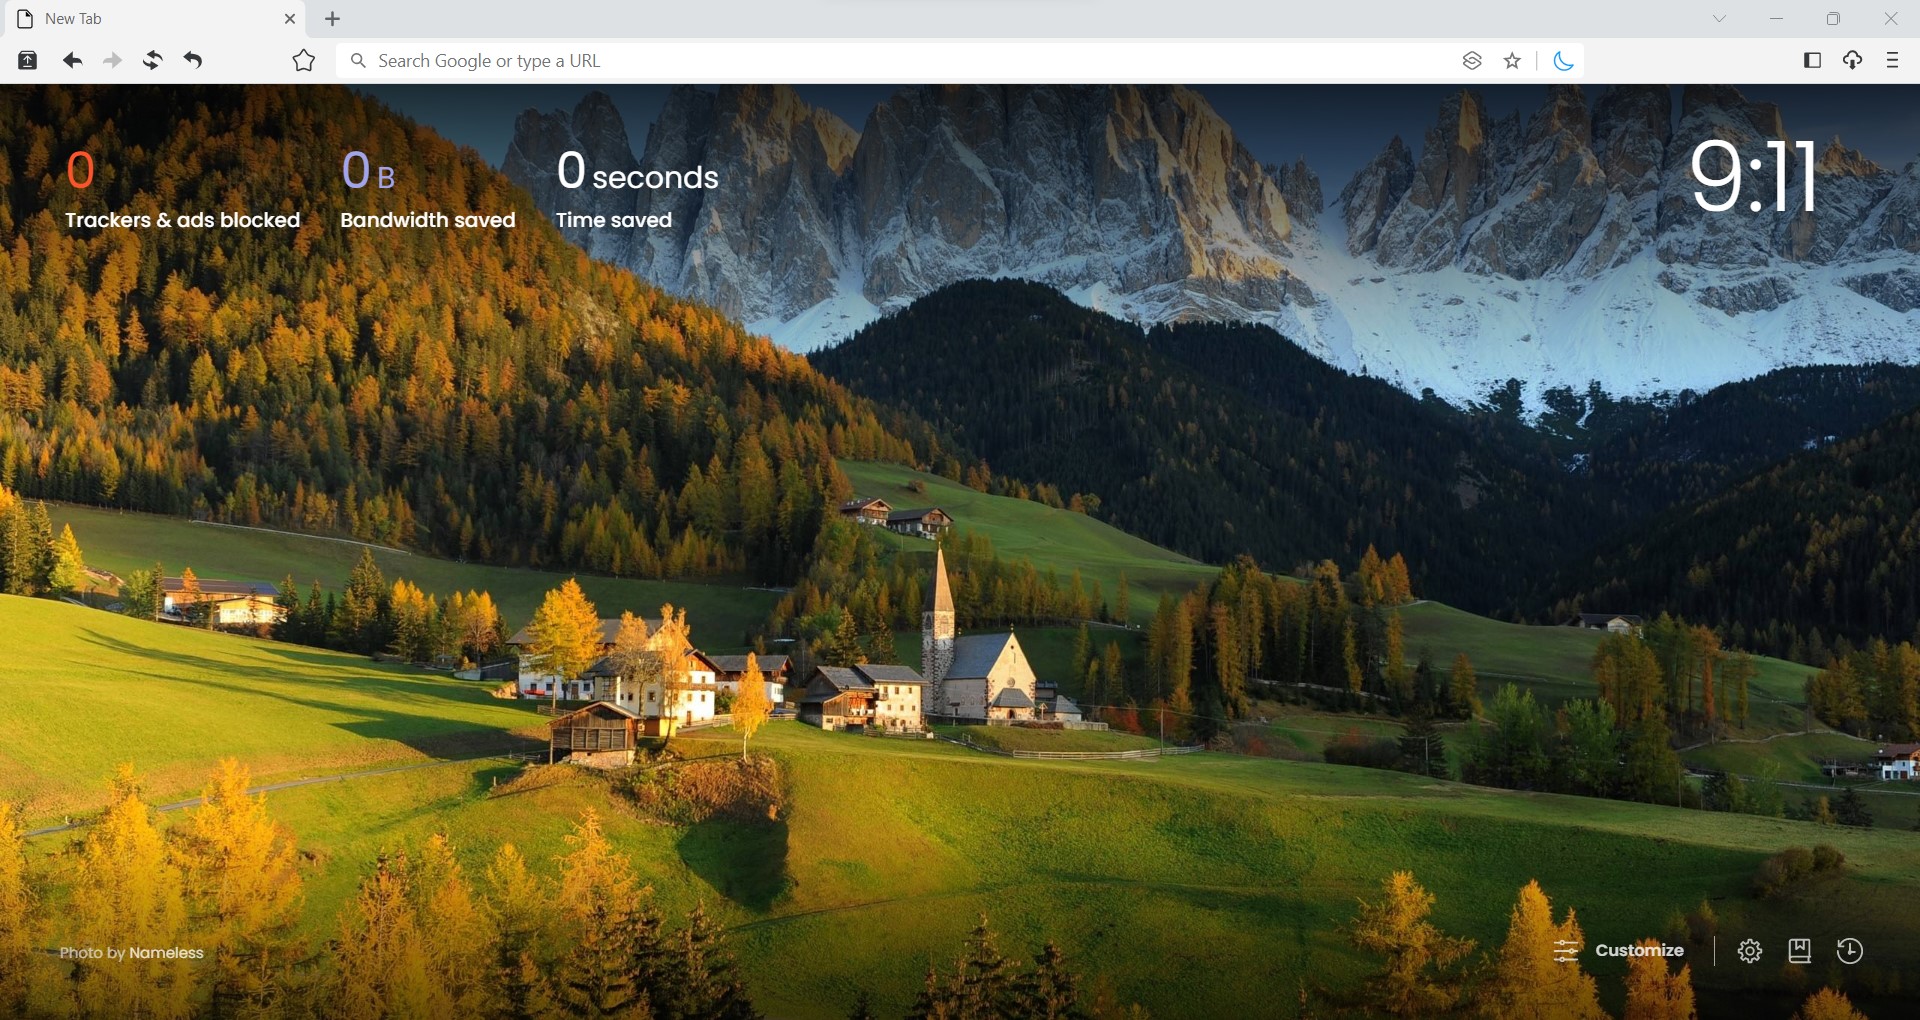 New Tab
Search Google or type a URL
0
0 B
0 seconds
9:11
Trackers & ads blocked
Bandwidth saved
Time saved
Photo by Nameless
Customize